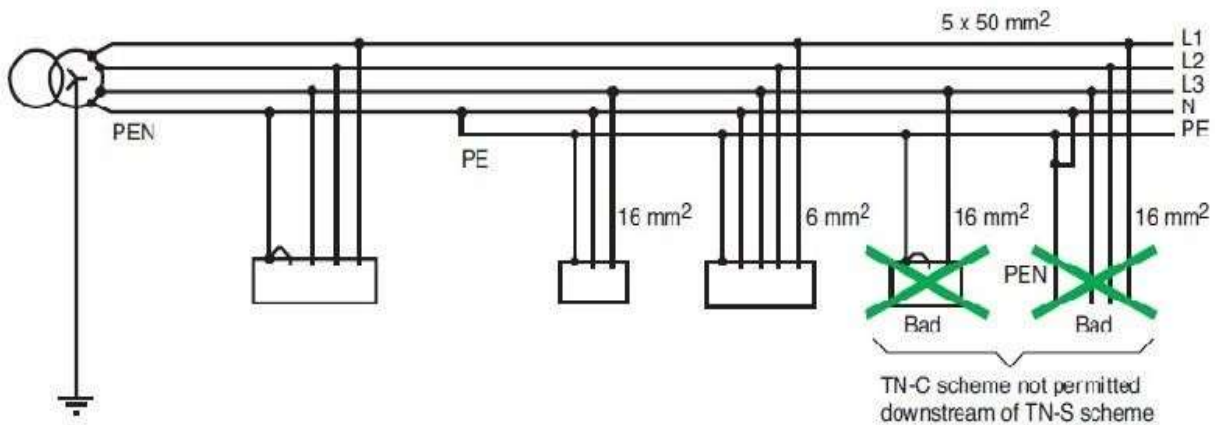 5 x 50 mm²
L1
L2
L3
N
PE
PEN
PE
16 mm²
6 mm²
16 mm²
16 mm²
PEN
Bad
Bad
TN-C scheme not permitted
downstream of TN-S scheme